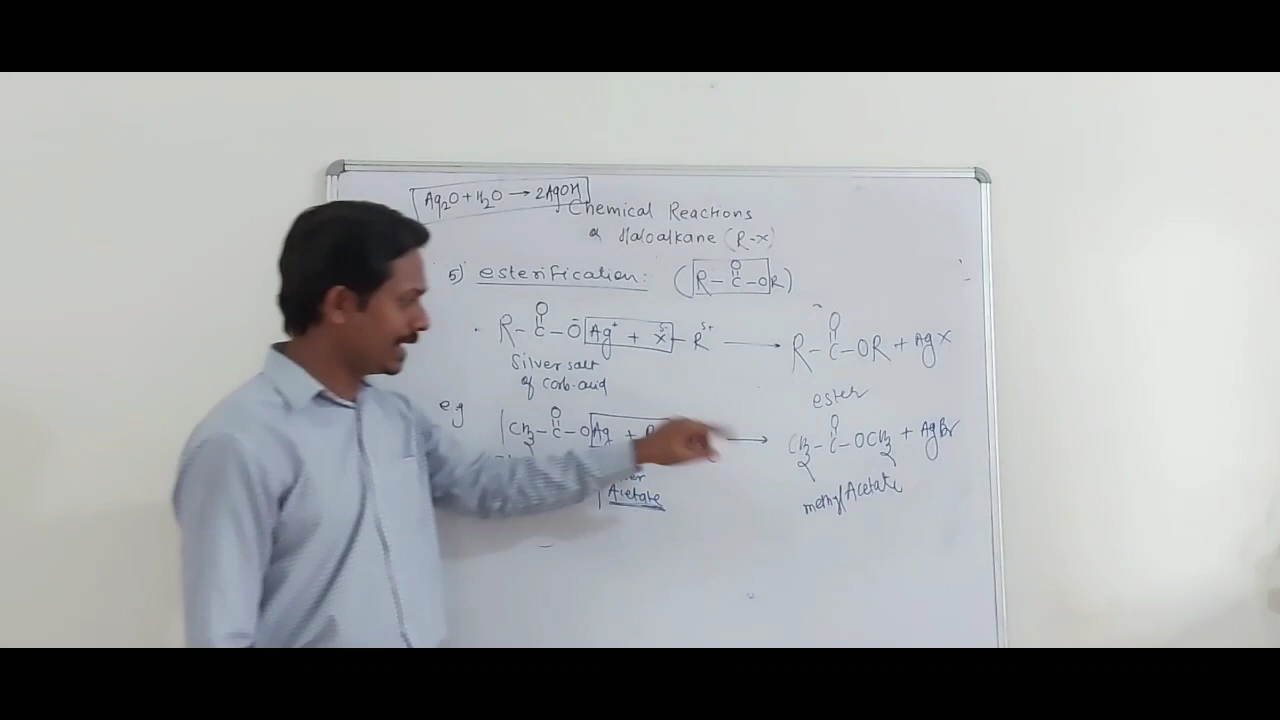 Ag₂O + H₂O → 2AgOH
Chemical Reactions
of Haloalkane (R-X)
5) esterification: (R-C-OR)
O
||
O
||
R-C-O⁻ Ag⁺ + X-R → R-C-OR + AgX
δ- δ+
O
||
Silver salt
of Carb-acid
ester
e.g
O
||
CH₃-C-OAg + → CH₃-C-OCH₃ + AgBr
O
||
Acetate
methyl Acetate